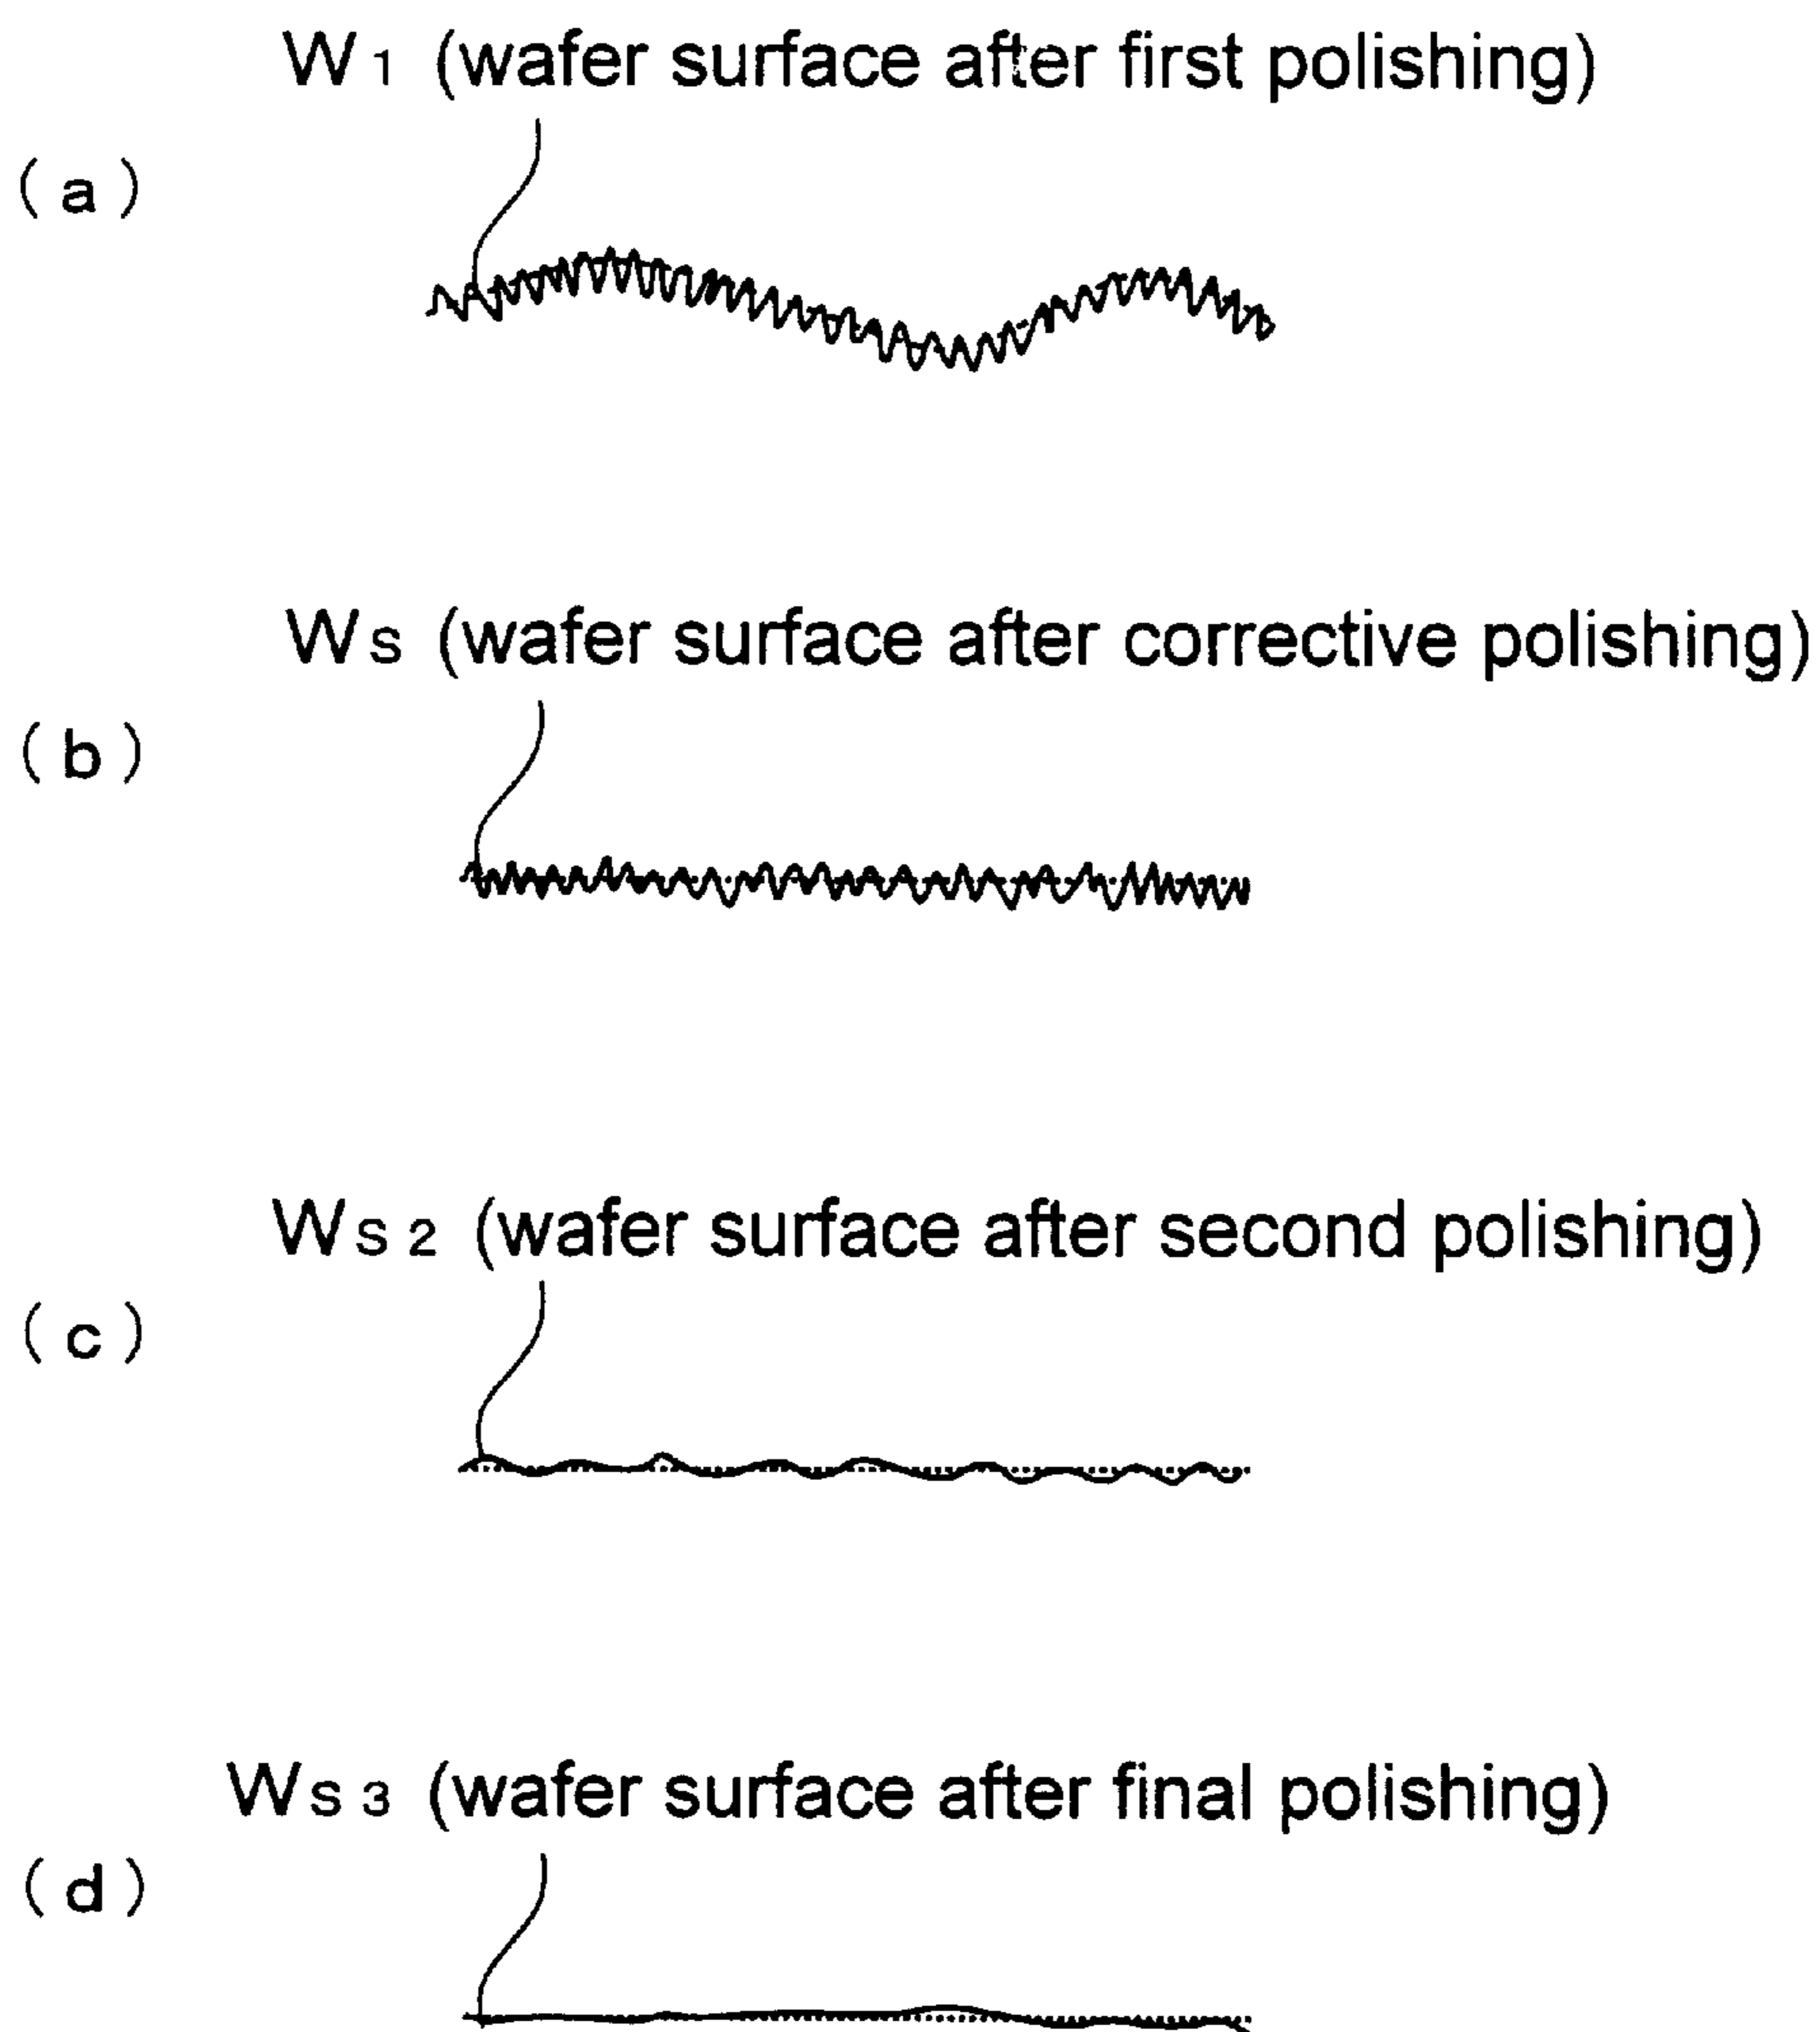 W1 (wafer surface after first polishing)
(a)
Ws (wafer surface after corrective polishing)
(b)
Ws2 (wafer surface after second polishing)
(c)
Ws3 (wafer surface after final polishing)
(d)